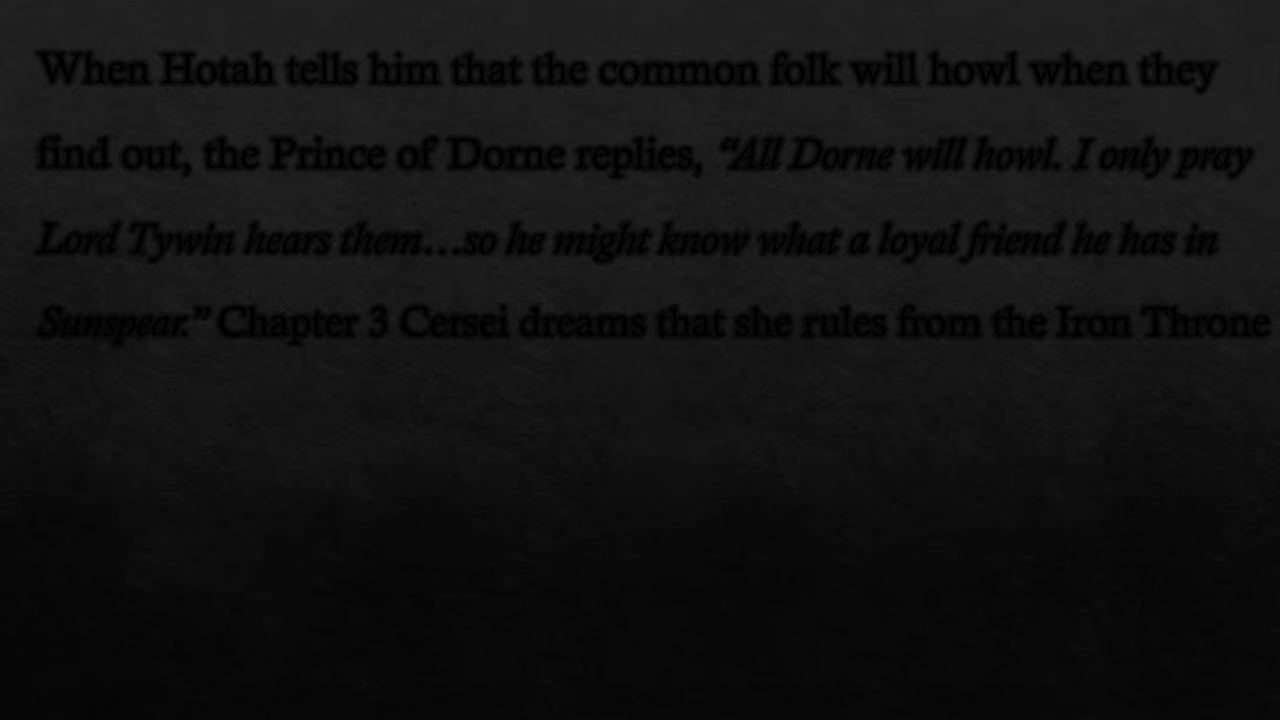 When Hotah tells him that the common folk will howl when they
find out, the Prince of Dorne replies, “All Dorne will howl. I only pray
Lord Tywin hears them…so he might know what a loyal friend he has in
Sunspear.” Chapter 3 Cersei dreams that she rules from the Iron Throne